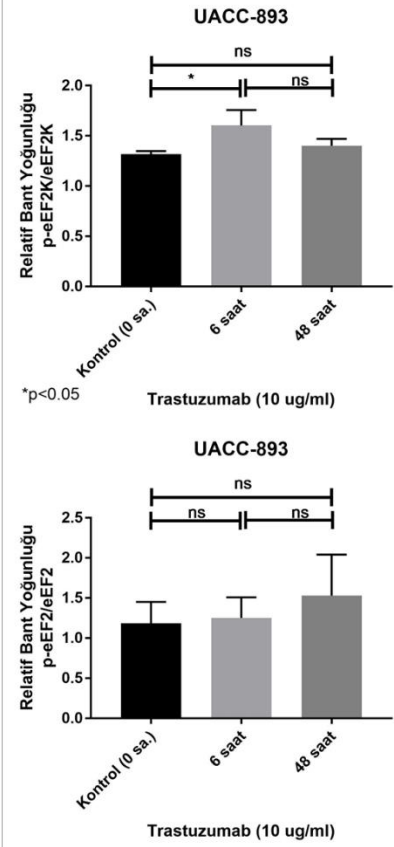 UACC-893
ns
*
ns
Relatif Bant Yoğunluğu
p-eEF2K/eEF2K
2.0
1.5
1.0
0.5
0.0
Kontrol (0 sa.)
6 saat
48 saat
*p<0.05
Trastuzumab (10 ug/ml)
UACC-893
ns
ns
ns
Relatif Bant Yoğunluğu
p-eEF2/eEF2
2.5
2.0
1.5
1.0
0.5
0.0
Kontrol (0 sa.)
6 saat
48 saat
Trastuzumab (10 ug/ml)